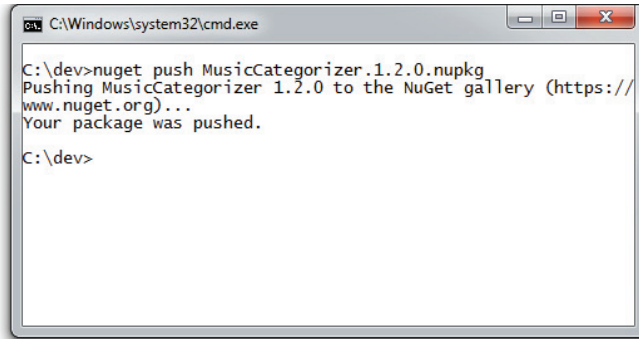 C:\Windows\system32\cmd.exe
C:\dev>nuget push MusicCategorizer.1.2.0.nupkg
Pushing MusicCategorizer 1.2.0 to the NuGet gallery (https://
www.nuget.org)...
Your package was pushed.
C:\dev>